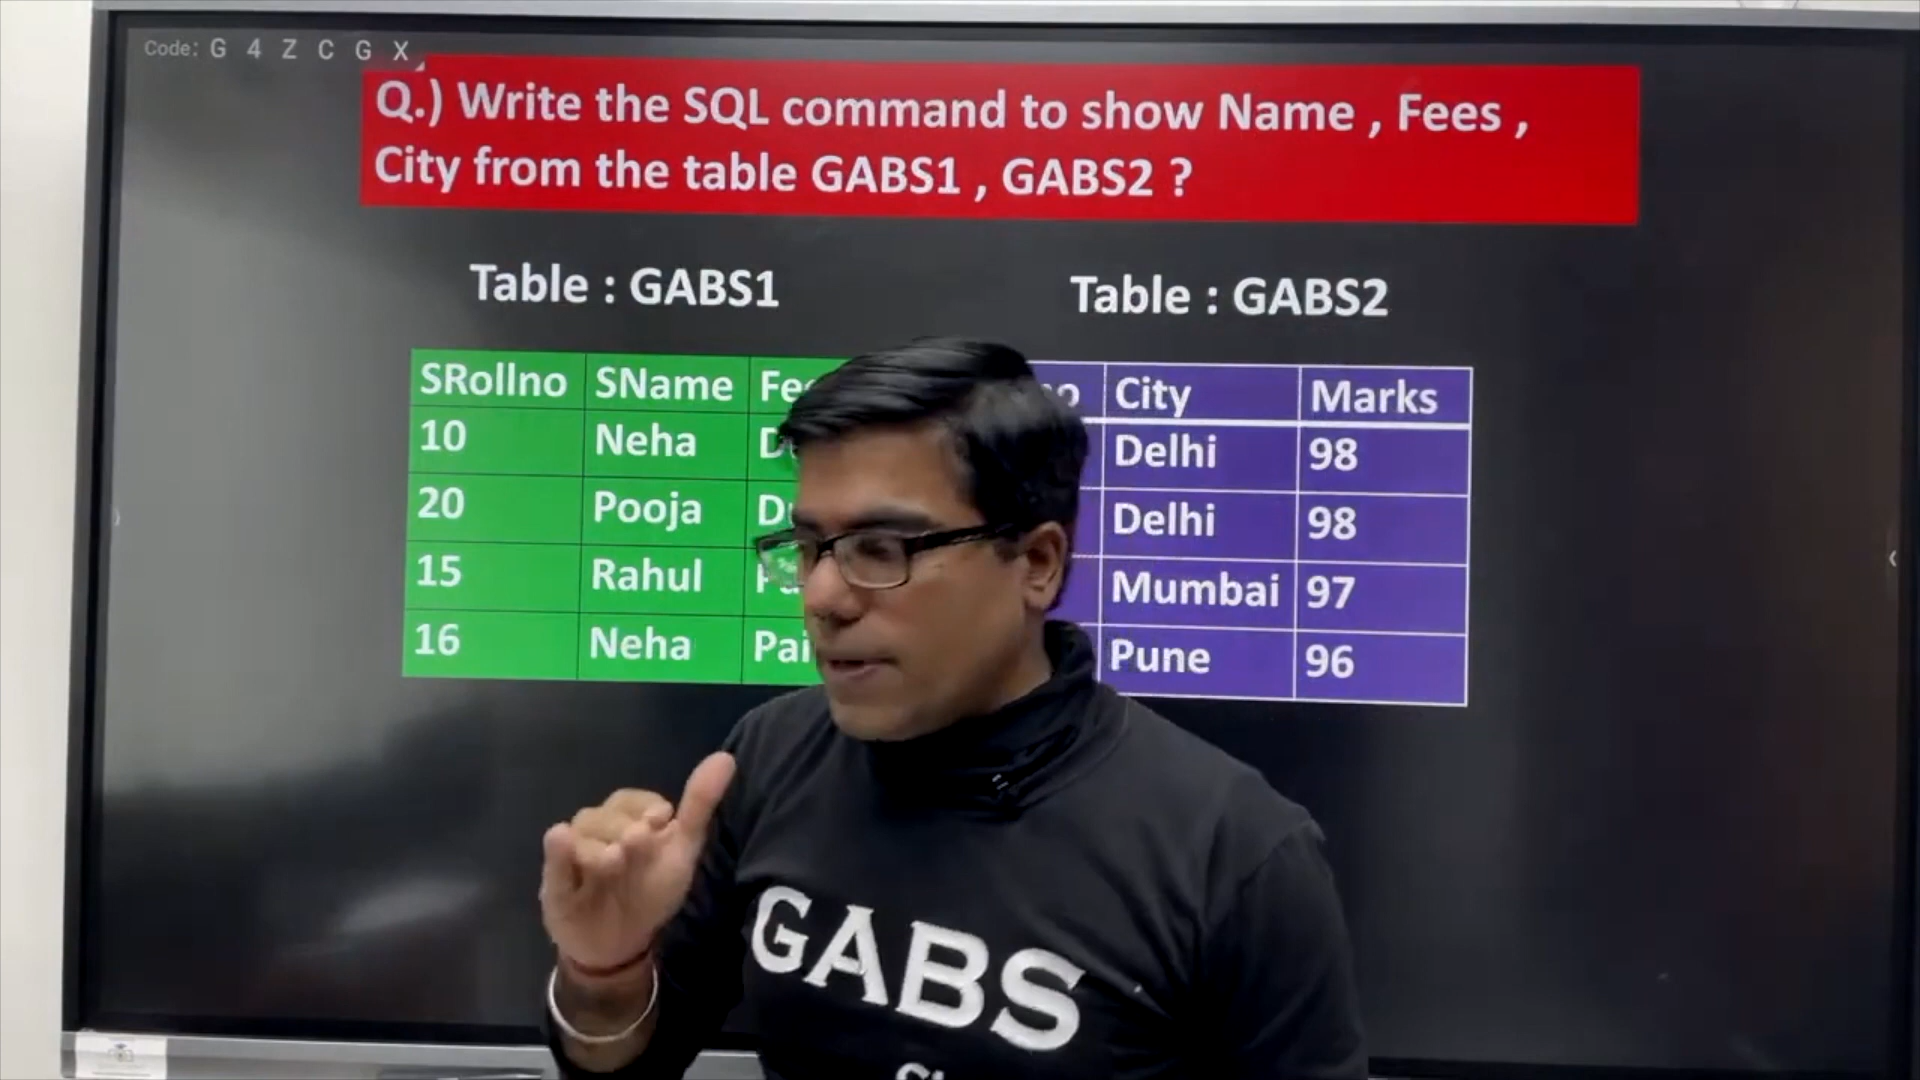 Code: G 4 Z C G X
Q.) Write the SQL command to show Name , Fees ,
City from the table GABS1 , GABS2 ?
Table : GABS1
Table : GABS2
SRollno SName
City Marks
10 Neha
Delhi 98
20 Pooja
Delhi 98
15 Rahul
Mumbai 97
16 Neha
Pune 96
GABS